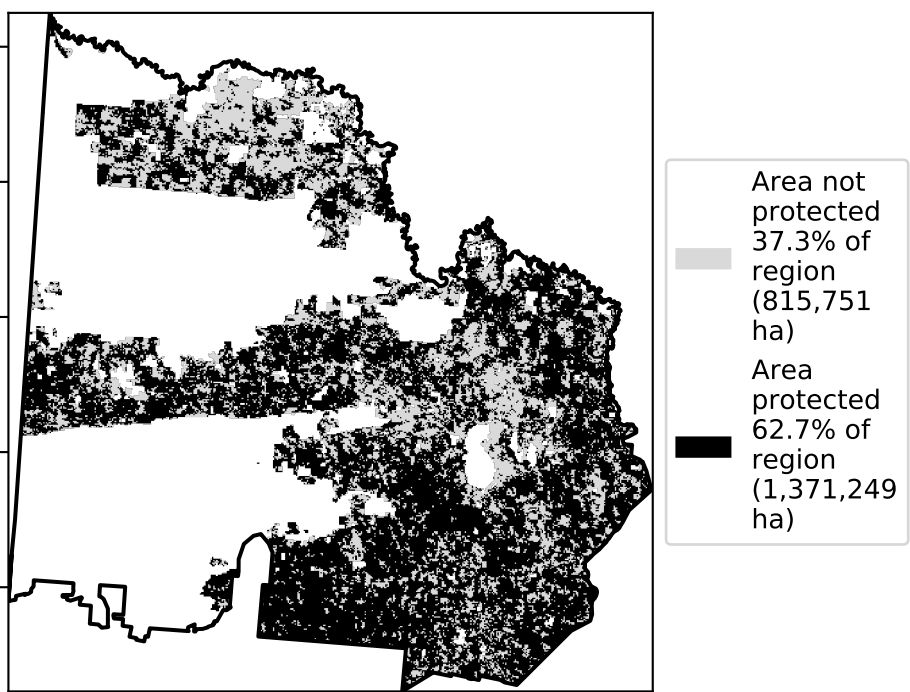 Area not
protected
37.3% of
region
(815,751
ha)
Area
protected
62.7% of
region
(1,371,249
ha)